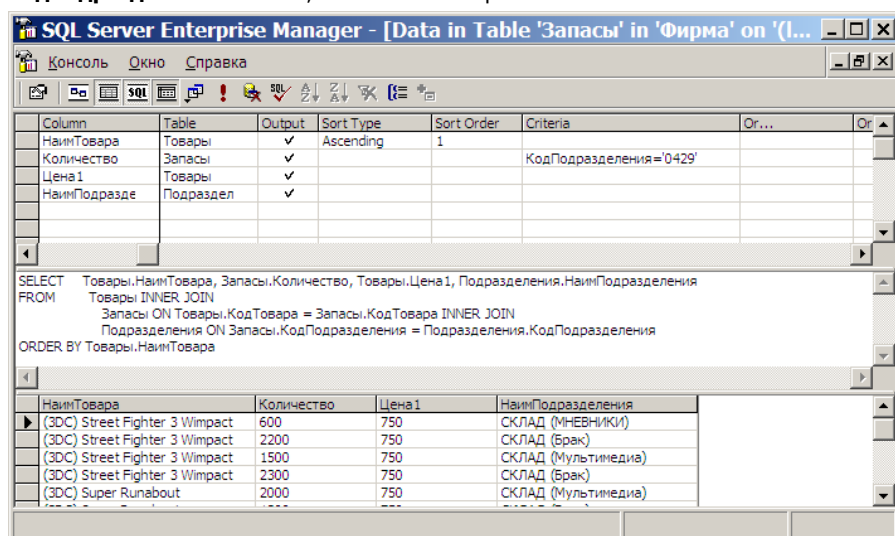 SQL Server Enterprise Manager - [Data in Table 'Запасы' in 'Фирма' on '(l...
Консоль Окно Справка
Column Table Output Sort Type Sort Order Criteria Or... Or
НаимТовара Товары Ascending 1
Количество Запасы КодПодразделения='0429'
Цена1 Товары
НаимПодразде Подраздел
SELECT Товары.НаимТовара, Запасы.Количество, Товары.Цена1, Подразделения.НаимПодразделения
FROM Товары INNER JOIN
Запасы ON Товары.КодТовара = Запасы.КодТовара INNER JOIN
Подразделения ON Запасы.КодПодразделения = Подразделения.КодПодразделения
ORDER BY Товары.НаимТовара
НаимТовара Количество Цена1 НаимПодразделения
(3DC) Street Fighter 3 Wimpact 600 750 СКЛАД (МНЕВНИКИ)
(3DC) Street Fighter 3 Wimpact 2200 750 СКЛАД (Брак)
(3DC) Street Fighter 3 Wimpact 1500 750 СКЛАД (Мультимедиа)
(3DC) Street Fighter 3 Wimpact 2300 750 СКЛАД (Брак)
(3DC) Super Runabout 2000 750 СКЛАД (Мультимедиа)